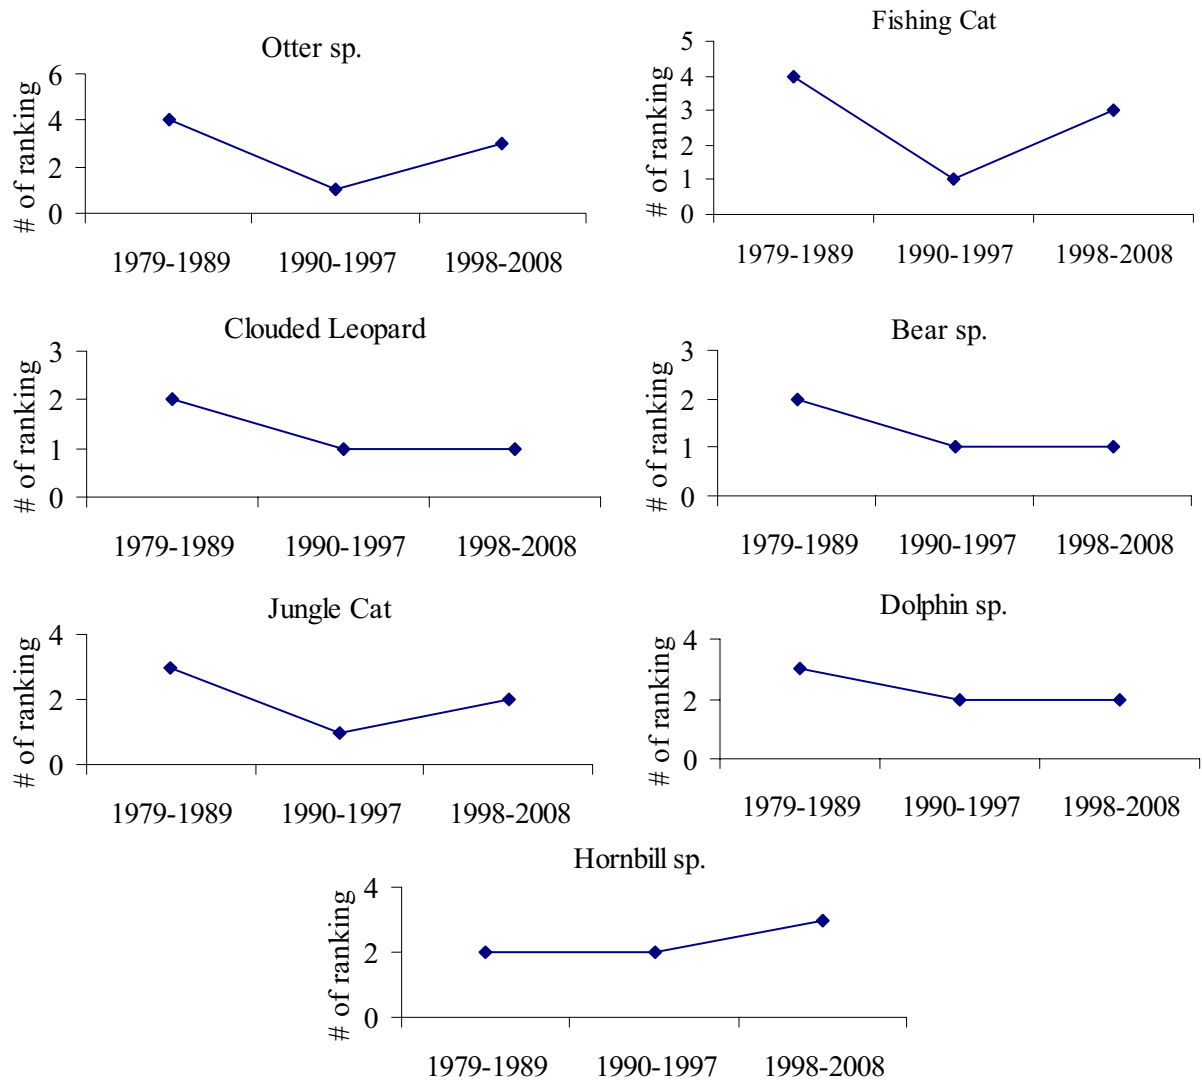 Otter sp.
# of ranking
6
4
2
0
1979-1989 1990-1997 1998-2008
Fishing Cat
# of ranking
5
4
3
2
1
0
1979-1989 1990-1997 1998-2008
Clouded Leopard
# of ranking
3
2
1
0
1979-1989 1990-1997 1998-2008
Bear sp.
# of ranking
3
2
1
0
1979-1989 1990-1997 1998-2008
Jungle Cat
# of ranking
4
2
0
1979-1989 1990-1997 1998-2008
Dolphin sp.
# of ranking
4
2
0
1979-1989 1990-1997 1998-2008
Hornbill sp.
# of ranking
4
2
0
1979-1989 1990-1997 1998-2008